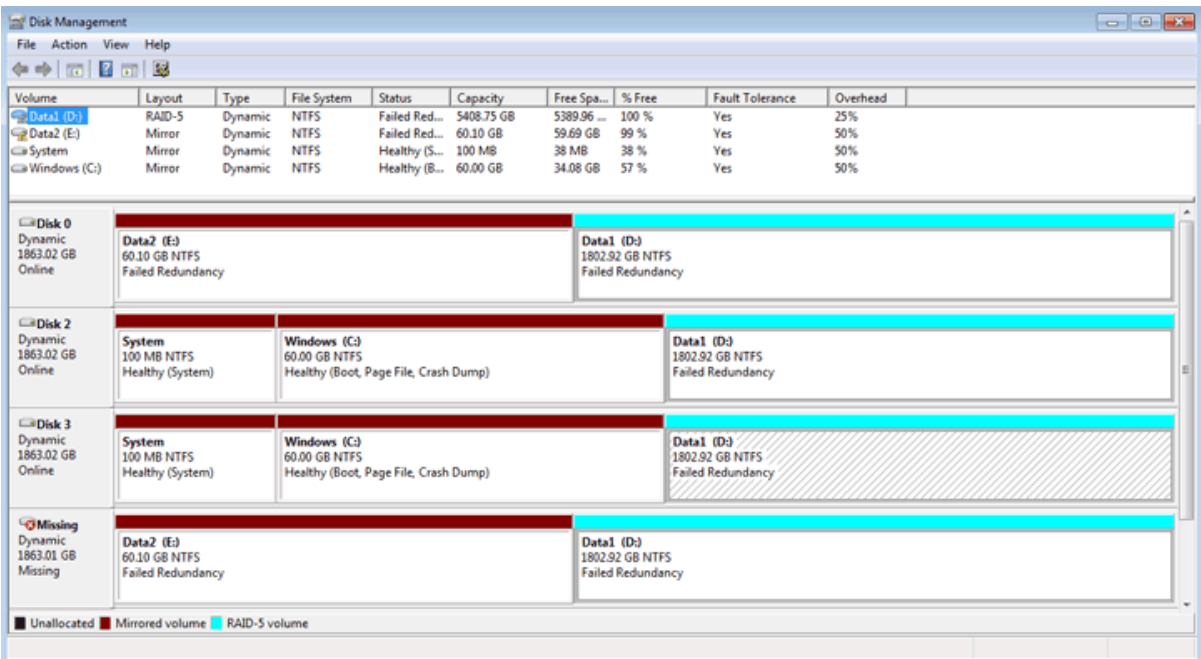 Disk Management
File Action View Help
Volume Layout Type File System Status Capacity Free Spa... % Free Fault Tolerance Overhead
Data1 (D:) RAID-5 Dynamic NTFS Failed Red... 5408.75 GB 5389.96 ... 100 % Yes 25%
Data2 (E:) Mirror Dynamic NTFS Failed Red... 60.10 GB 59.69 GB 99 % Yes 50%
System Mirror Dynamic NTFS Healthy (S... 100 MB 38 MB 38 % Yes 50%
Windows (C:) Mirror Dynamic NTFS Healthy (B... 60.00 GB 34.08 GB 57 % Yes 50%
Disk 0
Dynamic
1863.02 GB
Online
Data2 (E:)
60.10 GB NTFS
Failed Redundancy
Data1 (D:)
1802.92 GB NTFS
Failed Redundancy
Disk 2
Dynamic
1863.02 GB
Online
System
100 MB NTFS
Healthy (System)
Windows (C:)
60.00 GB NTFS
Healthy (Boot, Page File, Crash Dump)
Data1 (D:)
1802.92 GB NTFS
Failed Redundancy
Disk 3
Dynamic
1863.02 GB
Online
System
100 MB NTFS
Healthy (System)
Windows (C:)
60.00 GB NTFS
Healthy (Boot, Page File, Crash Dump)
Data1 (D:)
1802.92 GB NTFS
Failed Redundancy
Missing
Dynamic
1863.01 GB
Missing
Data2 (E:)
60.10 GB NTFS
Failed Redundancy
Data1 (D:)
1802.92 GB NTFS
Failed Redundancy
Unallocated Mirrored volume RAID-5 volume